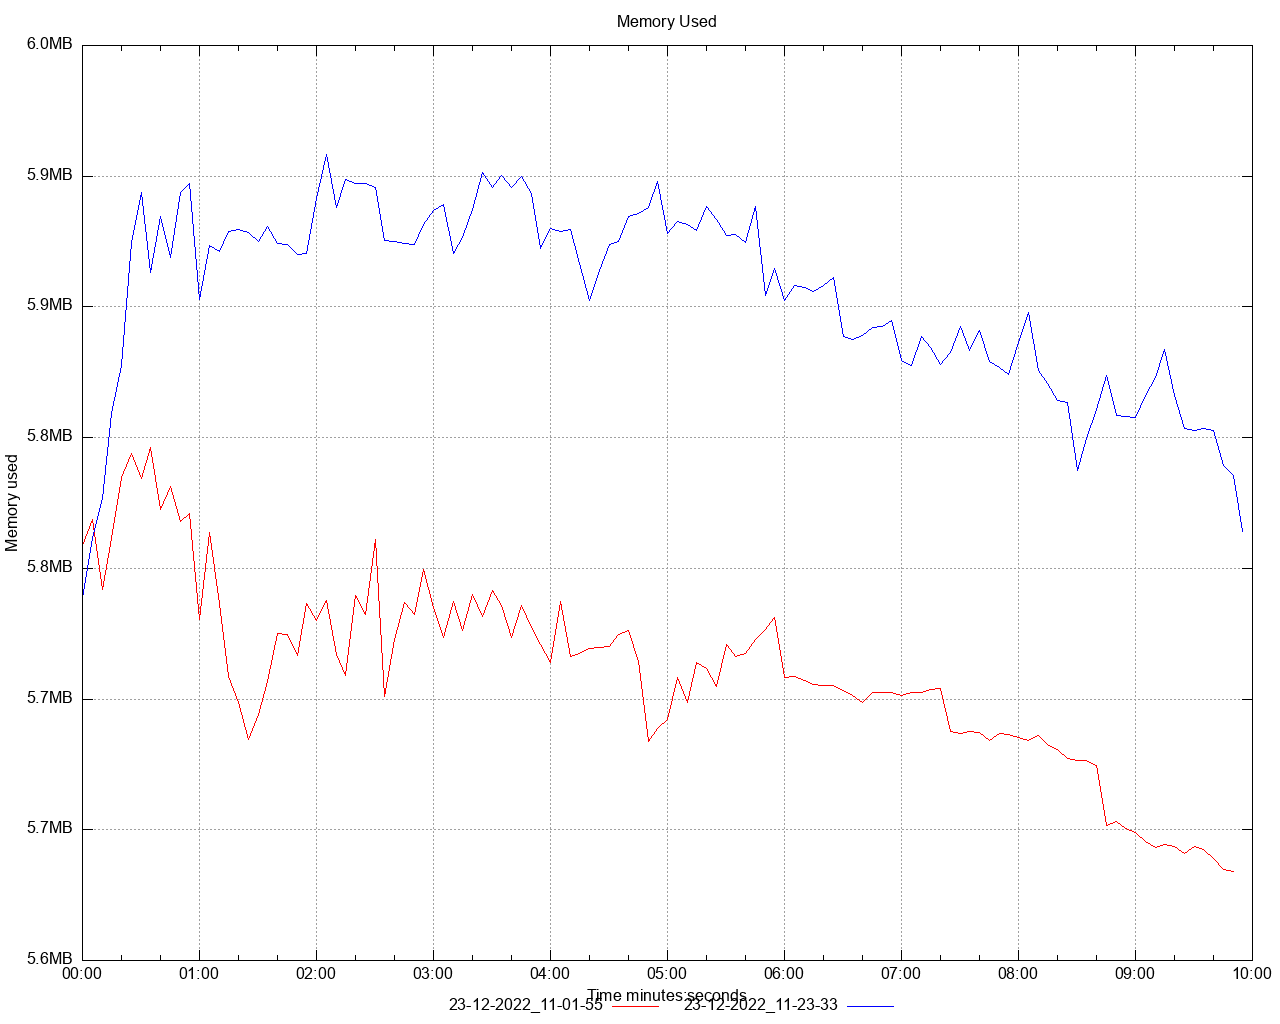 Memory Used
6.0MB
5.9MB
5.9MB
5.8MB
5.8MB
5.7MB
5.7MB
5.6MB
Memory used
00:00 01:00 02:00 03:00 04:00 05:00 06:00 07:00 08:00 09:00 10:00
Time minutes:seconds
23-12-2022_11-01-55 23-12-2022_11-23-33